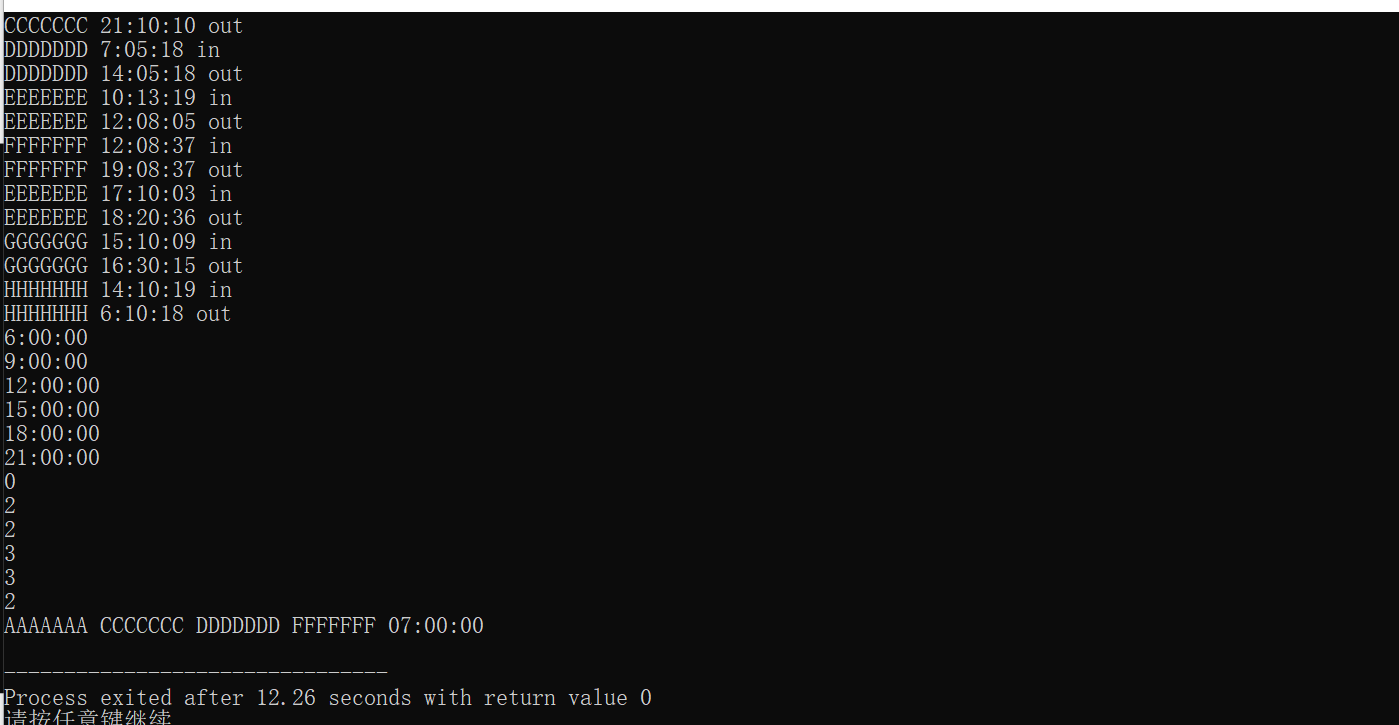 CCCCCCC 21:10:10 out
DDDDDDD 7:05:18 in
DDDDDDD 14:05:18 out
EEEEEEE 10:13:19 in
EEEEEEE 12:08:05 out
FFFFFFF 12:08:37 in
FFFFFFF 19:08:37 out
EEEEEEE 17:10:03 in
EEEEEEE 18:20:36 out
GGGGGGG 15:10:09 in
GGGGGGG 16:30:15 out
HHHHHHH 14:10:19 in
HHHHHHH 6:10:18 out
6:00:00
9:00:00
12:00:00
15:00:00
18:00:00
21:00:00
0
2
2
3
3
2
AAAAAAA CCCCCCC DDDDDDD FFFFFFF 07:00:00
--------------------------------
Process exited after 12.26 seconds with return value 0
请按任意键继续